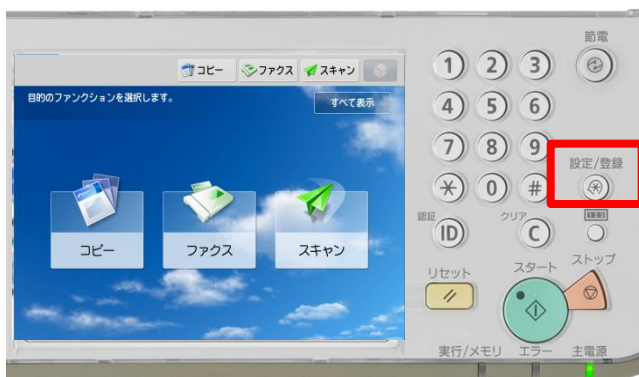 節電
コピー ファクス スキャン
目的のファンクションを選択します。
すべて表示
コピー
ファクス
スキャン
1 2 3
4 5 6
7 8 9
設定/登録
* 0 #
認証
ID
クリア
C
123
リセット
スタート
ストップ
実行/メモリ エラー 主電源